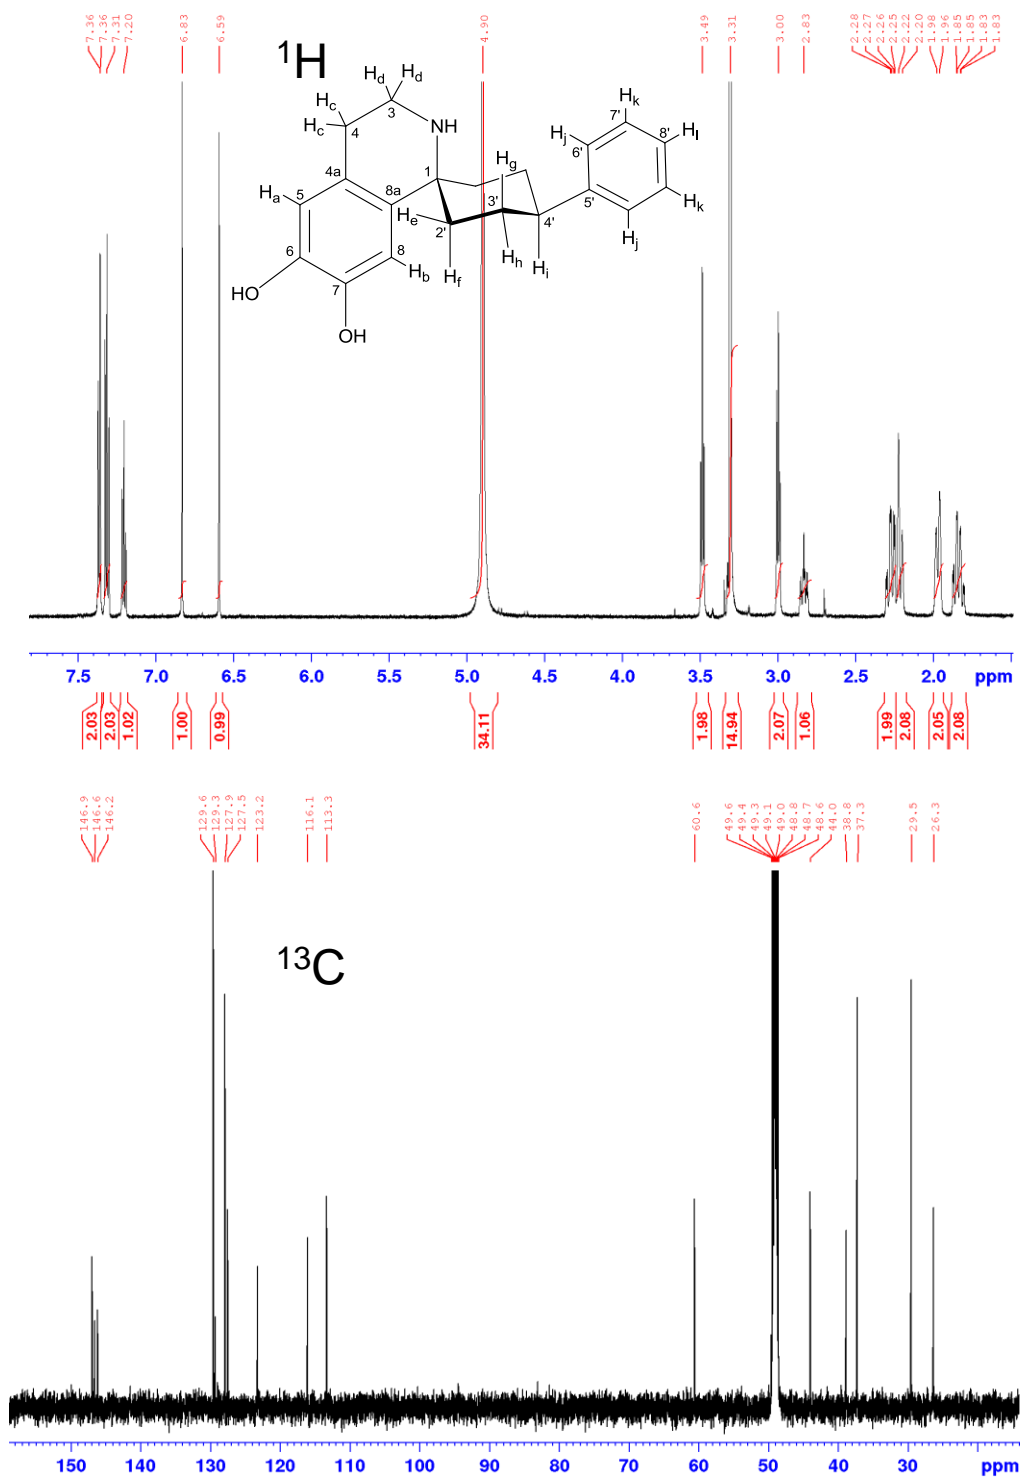 7.36 7.36 7.31 7.20 6.83 6.59 4.90 3.49 3.31 3.00 2.83 2.28 2.27 2.26 2.25 2.22 2.20 1.98 1.96 1.85 1.85 1.83 1.83
1H
Hd Hd
Hc 3 NH Hk
Hc 4 7'
Hj 8' Hl
6'
Hg
4a 1
Ha 5 8a 5' Hk
He 3'
2' 4' Hj
6 8
7 Hb Hf Hh Hi
HO
OH
7.5 7.0 6.5 6.0 5.5 5.0 4.5 4.0 3.5 3.0 2.5 2.0 ppm
2.03 2.03 1.02 1.00 0.99 34.11 1.98 14.94 2.07 1.06 1.99 2.08 2.05 2.08
146.9 146.6 146.2 129.6 129.3 127.9 127.5 123.2 116.1 113.3 60.6 49.6 49.4 49.3 49.1 49.0 48.8 48.7 48.6 44.0 38.8 37.3 29.5 26.3
13C
150 140 130 120 110 100 90 80 70 60 50 40 30 ppm